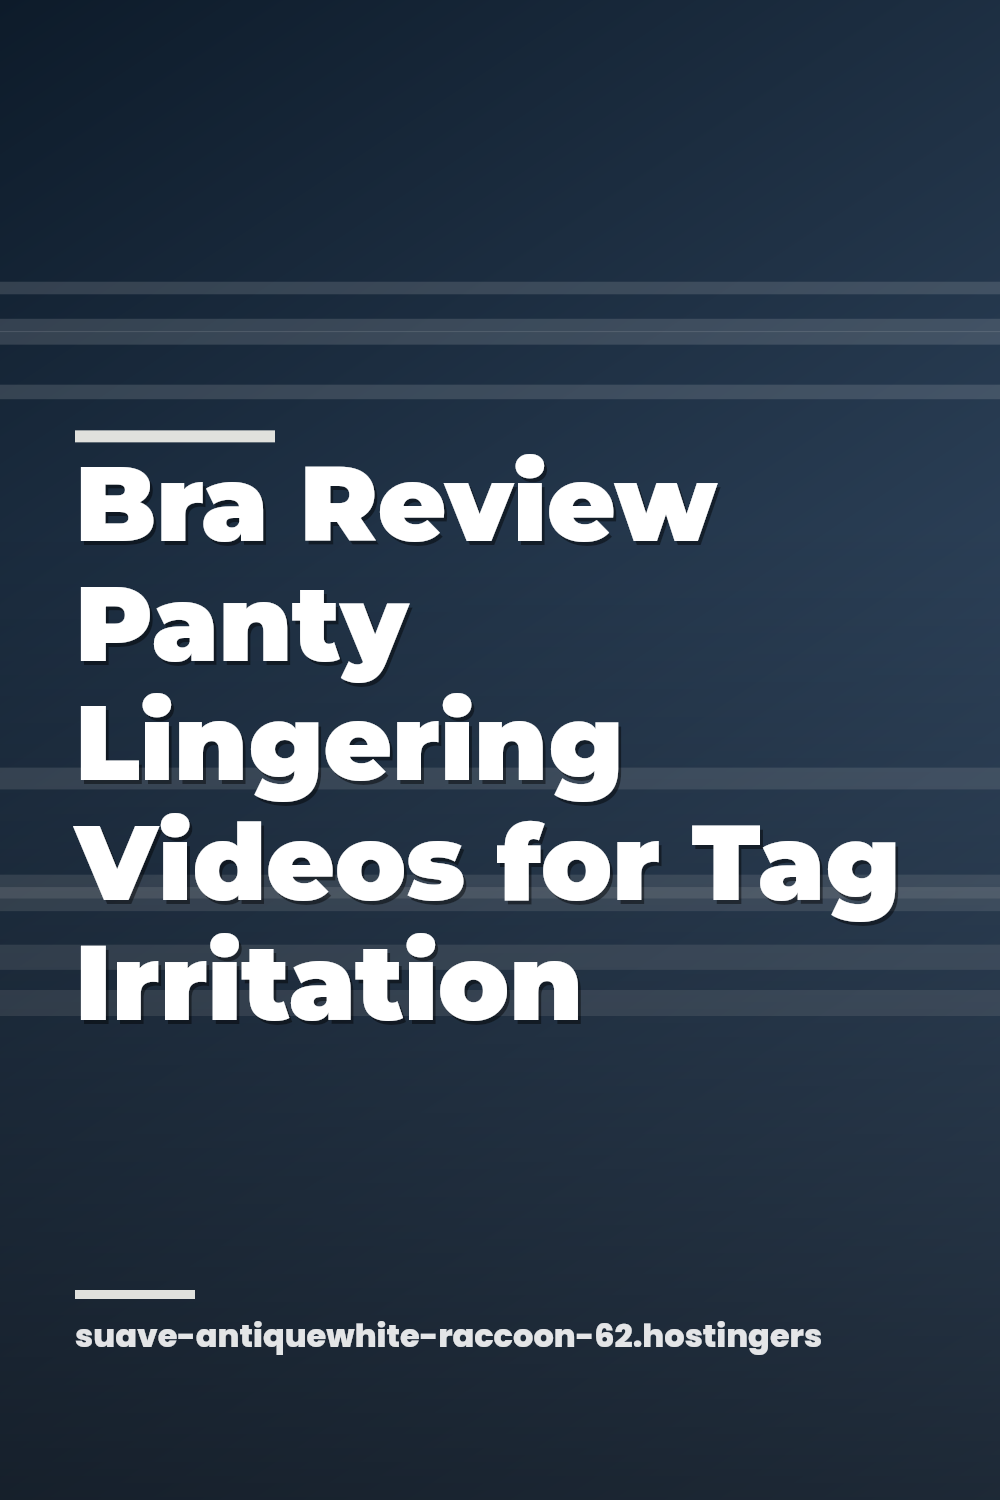 Bra Review
Panty
Lingering
Videos for Tag
Irritation
suave-antiquewhite-raccoon-62.hostingers